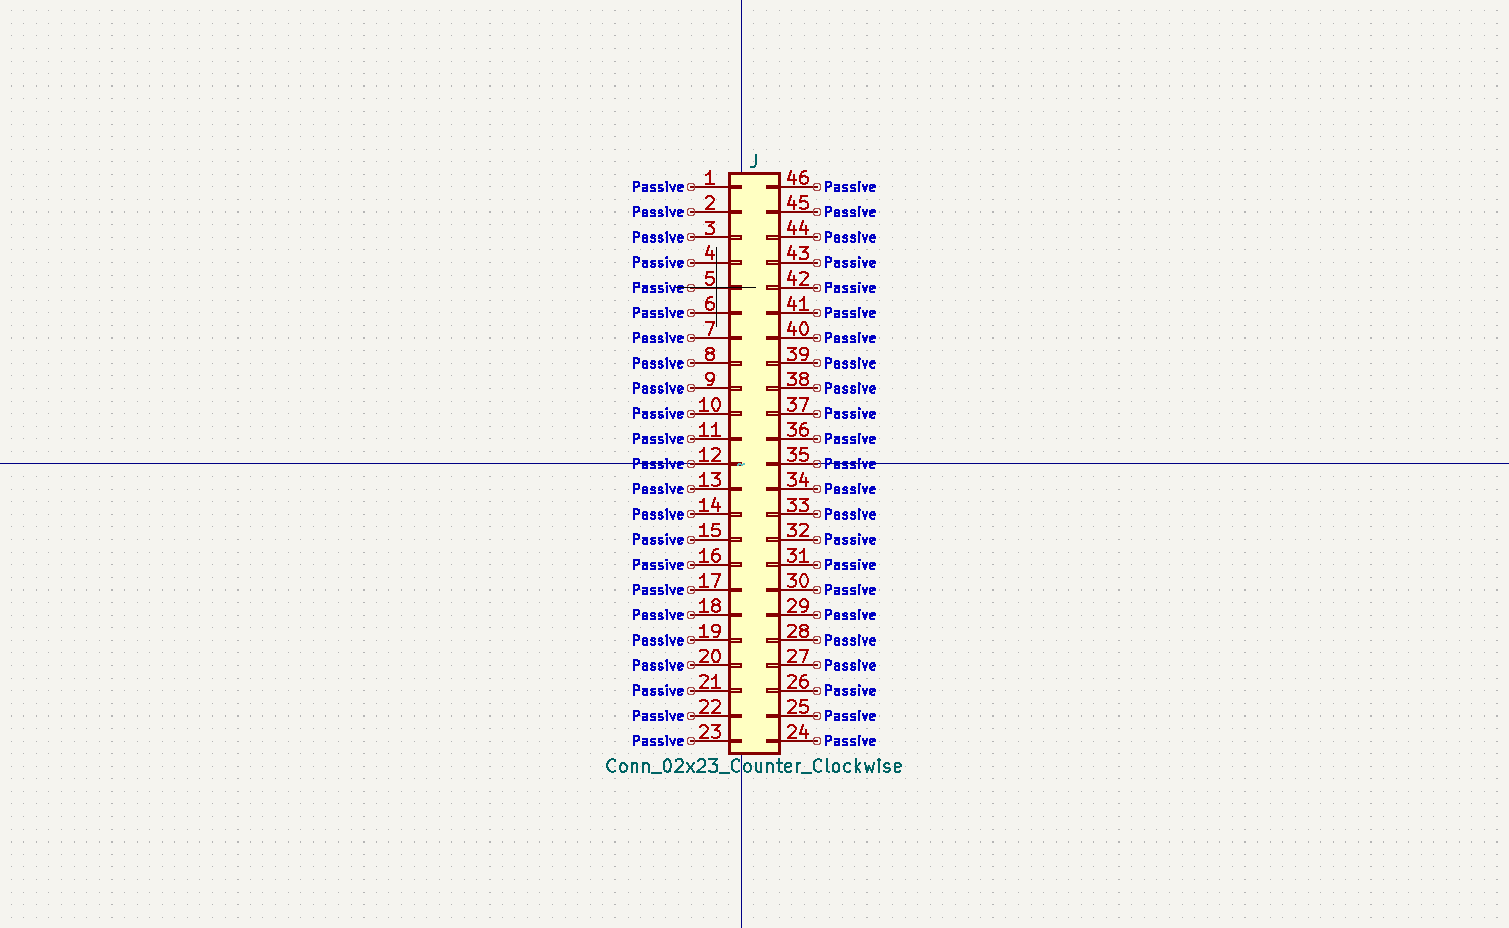 J
Passive 1 46 Passive
Passive 2 45 Passive
Passive 3 44 Passive
Passive 4 43 Passive
Passive 5 42 Passive
Passive 6 41 Passive
Passive 7 40 Passive
Passive 8 39 Passive
Passive 9 38 Passive
Passive 10 37 Passive
Passive 11 36 Passive
Passive 12 35 Passive
Passive 13 34 Passive
Passive 14 33 Passive
Passive 15 32 Passive
Passive 16 31 Passive
Passive 17 30 Passive
Passive 18 29 Passive
Passive 19 28 Passive
Passive 20 27 Passive
Passive 21 26 Passive
Passive 22 25 Passive
Passive 23 24 Passive
Conn_02x23_Counter_Clockwise